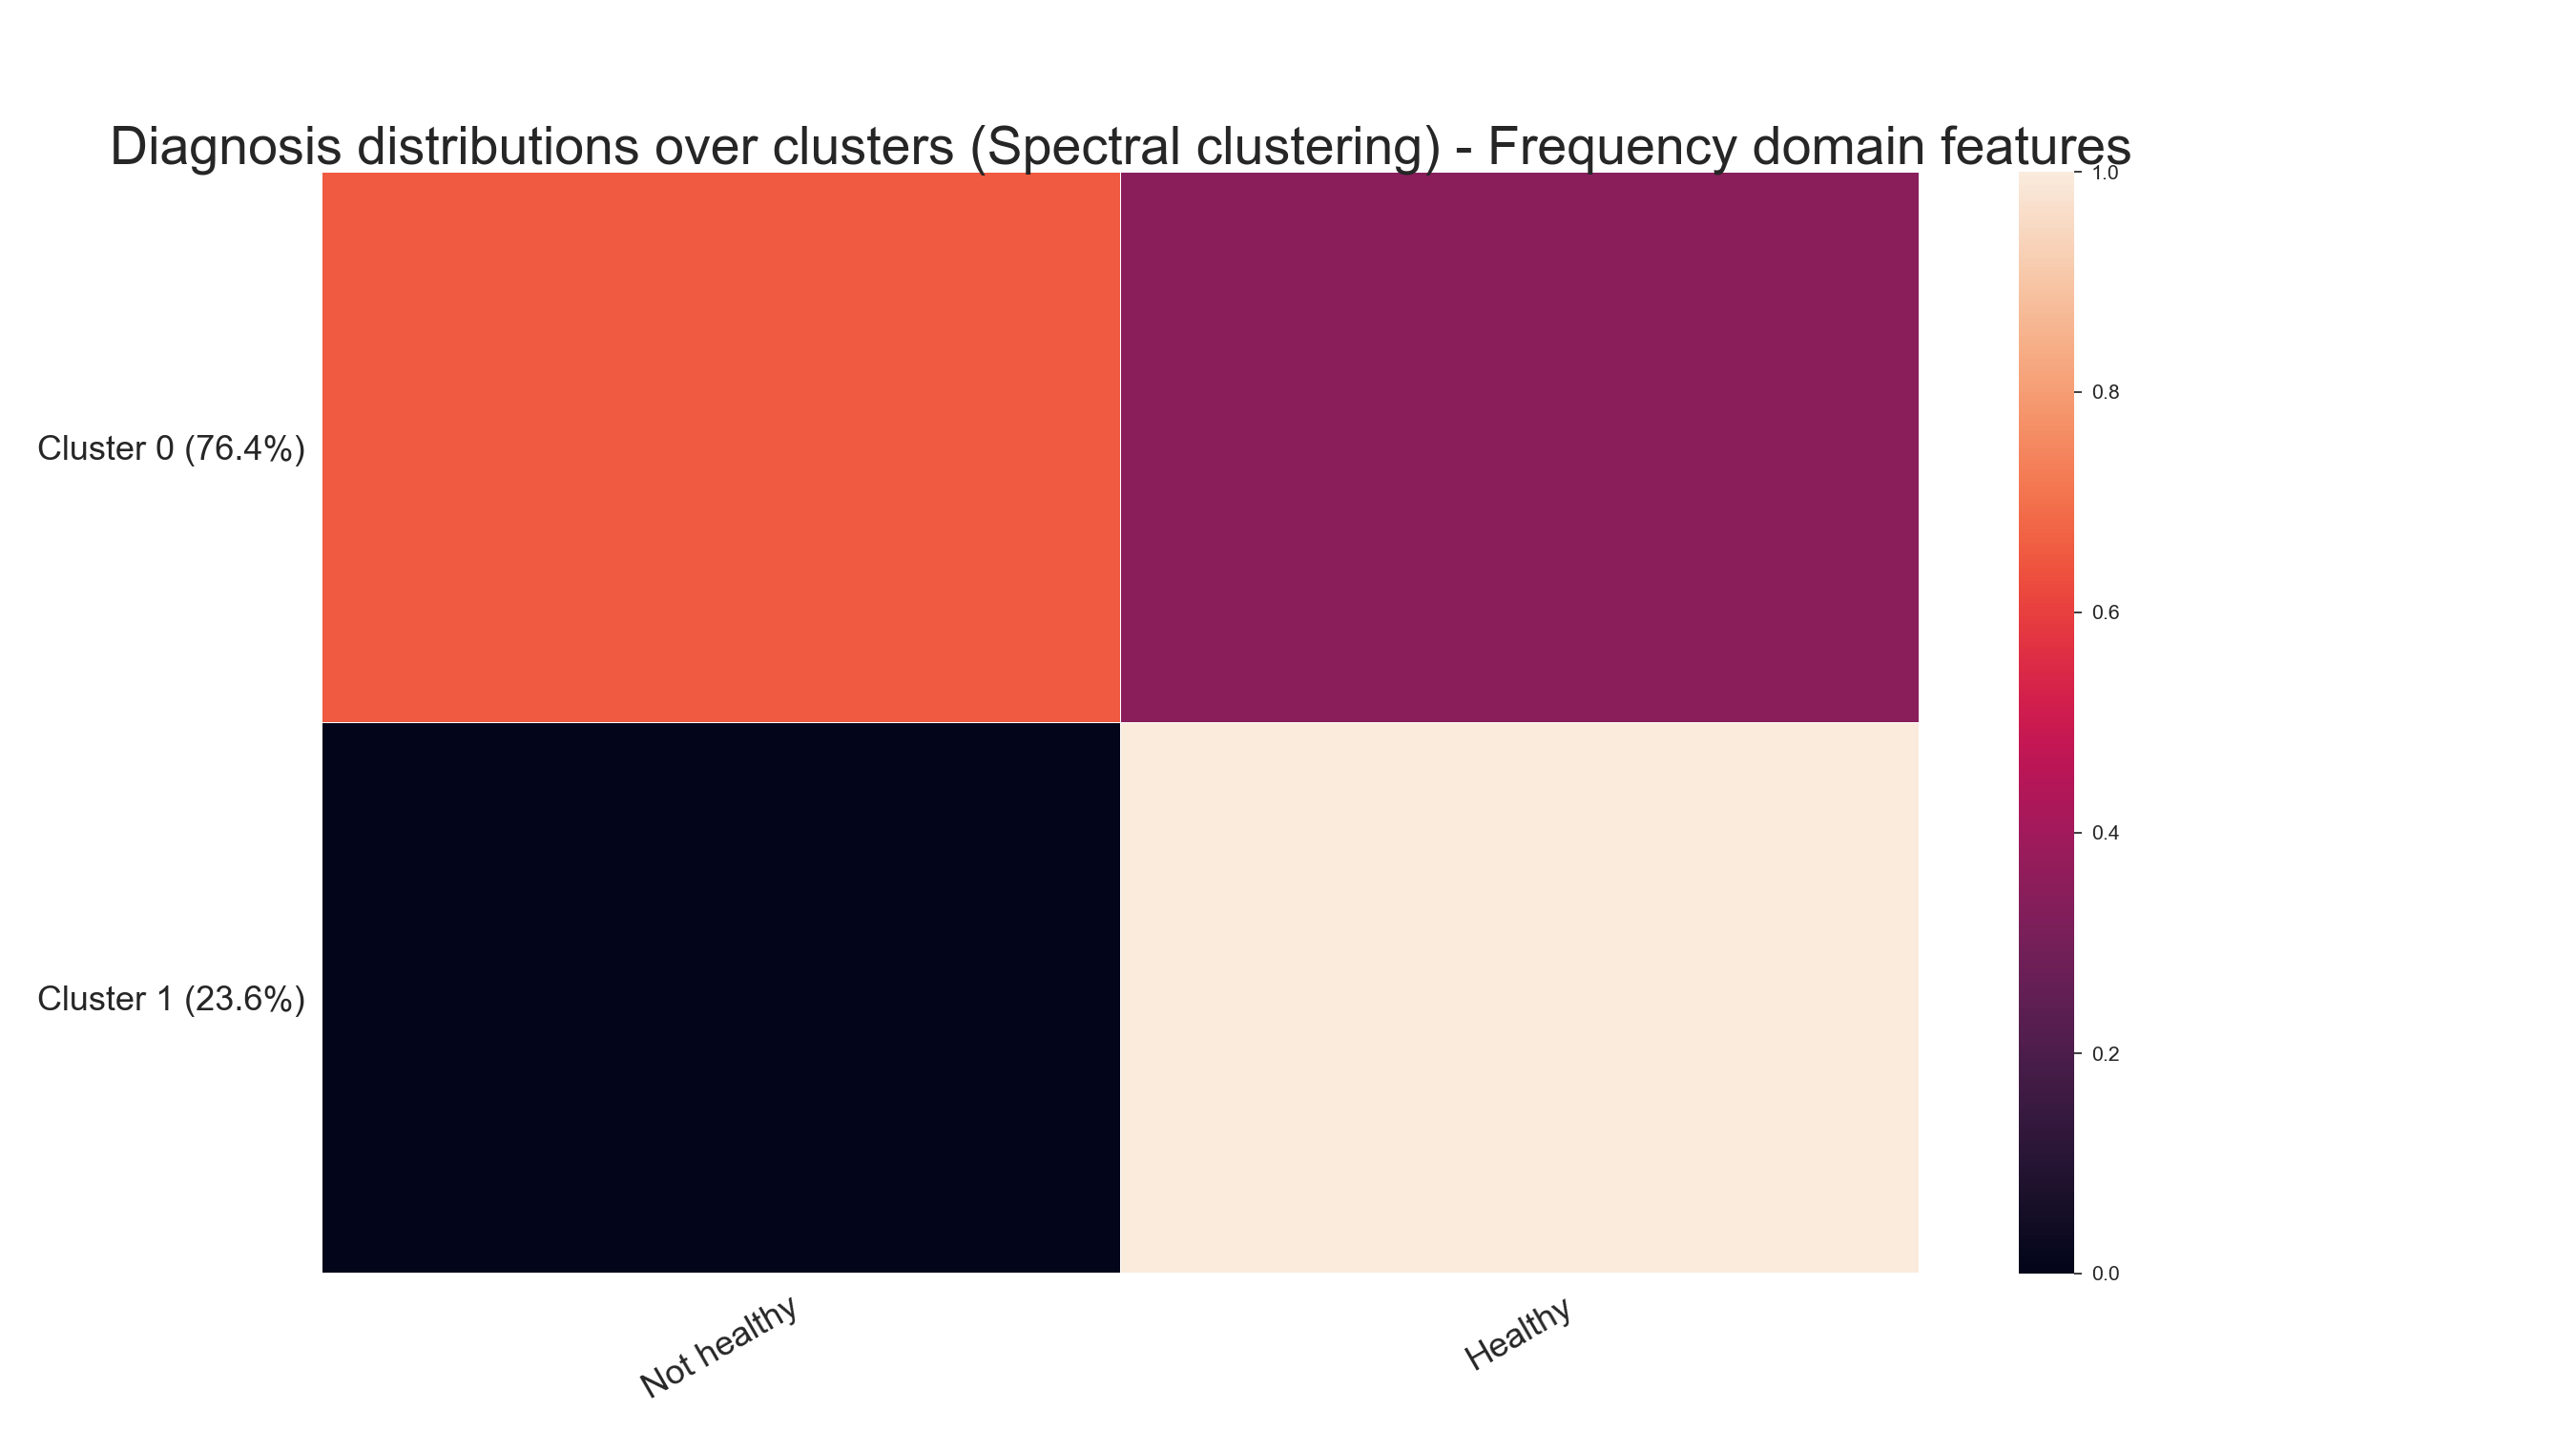 Diagnosis distributions over clusters (Spectral clustering) - Frequency domain features
1.0
0.8
Cluster 0 (76.4%)
0.6
0.4
Cluster 1 (23.6%)
0.2
0.0
Not healthy
Healthy